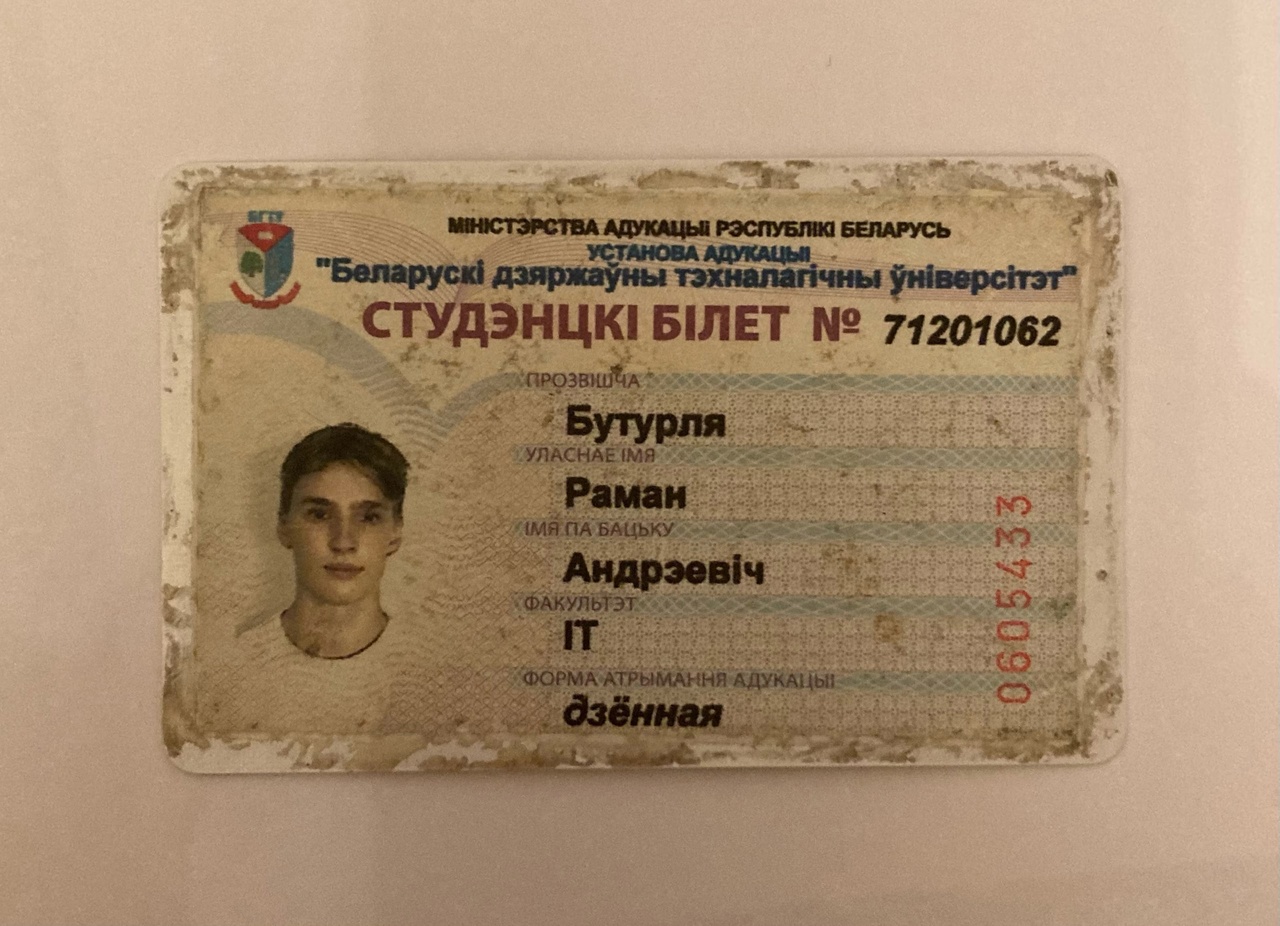 БГТУ
МІНІСТЭРСТВА АДУКАЦЫІ РЭСПУБЛІКІ БЕЛАРУСЬ
УСТАНОВА АДУКАЦЫІ
"Беларускі дзяржаўны тэхналагічны ўніверсітэт"
СТУДЭНЦКІ БІЛЕТ № 71201062
ПРОЗВІШЧА
Бутурля
УЛАСНАЕ ІМЯ
Раман
ІМЯ ПА БАЦЬКУ
Андрэевіч
ФАКУЛЬТЭТ
ІТ
ФОРМА АТРЫМАННЯ АДУКАЦЫІ
дзённая
0605433